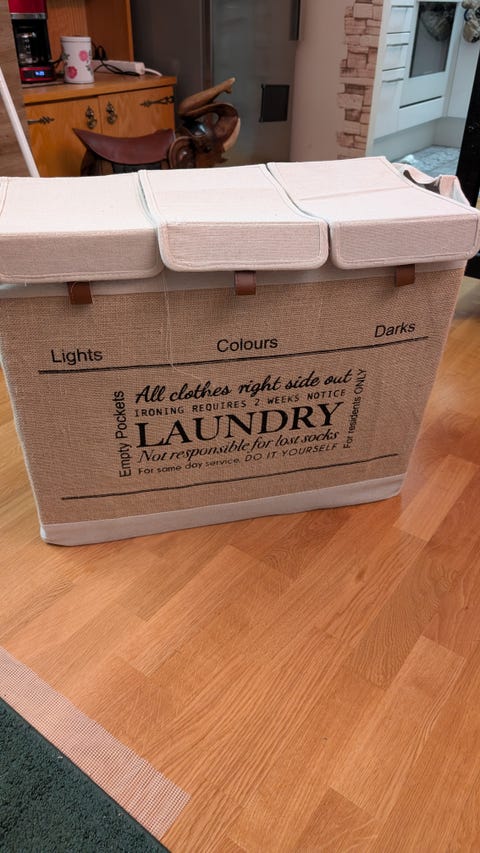 Lights
Colours
Darks
Empty Pockets
All clothes right side out
IRONING REQUIRES 2 WEEKS NOTICE
LAUNDRY
Not responsible for lost socks
For same day service, DO IT YOURSELF
For residents ONLY